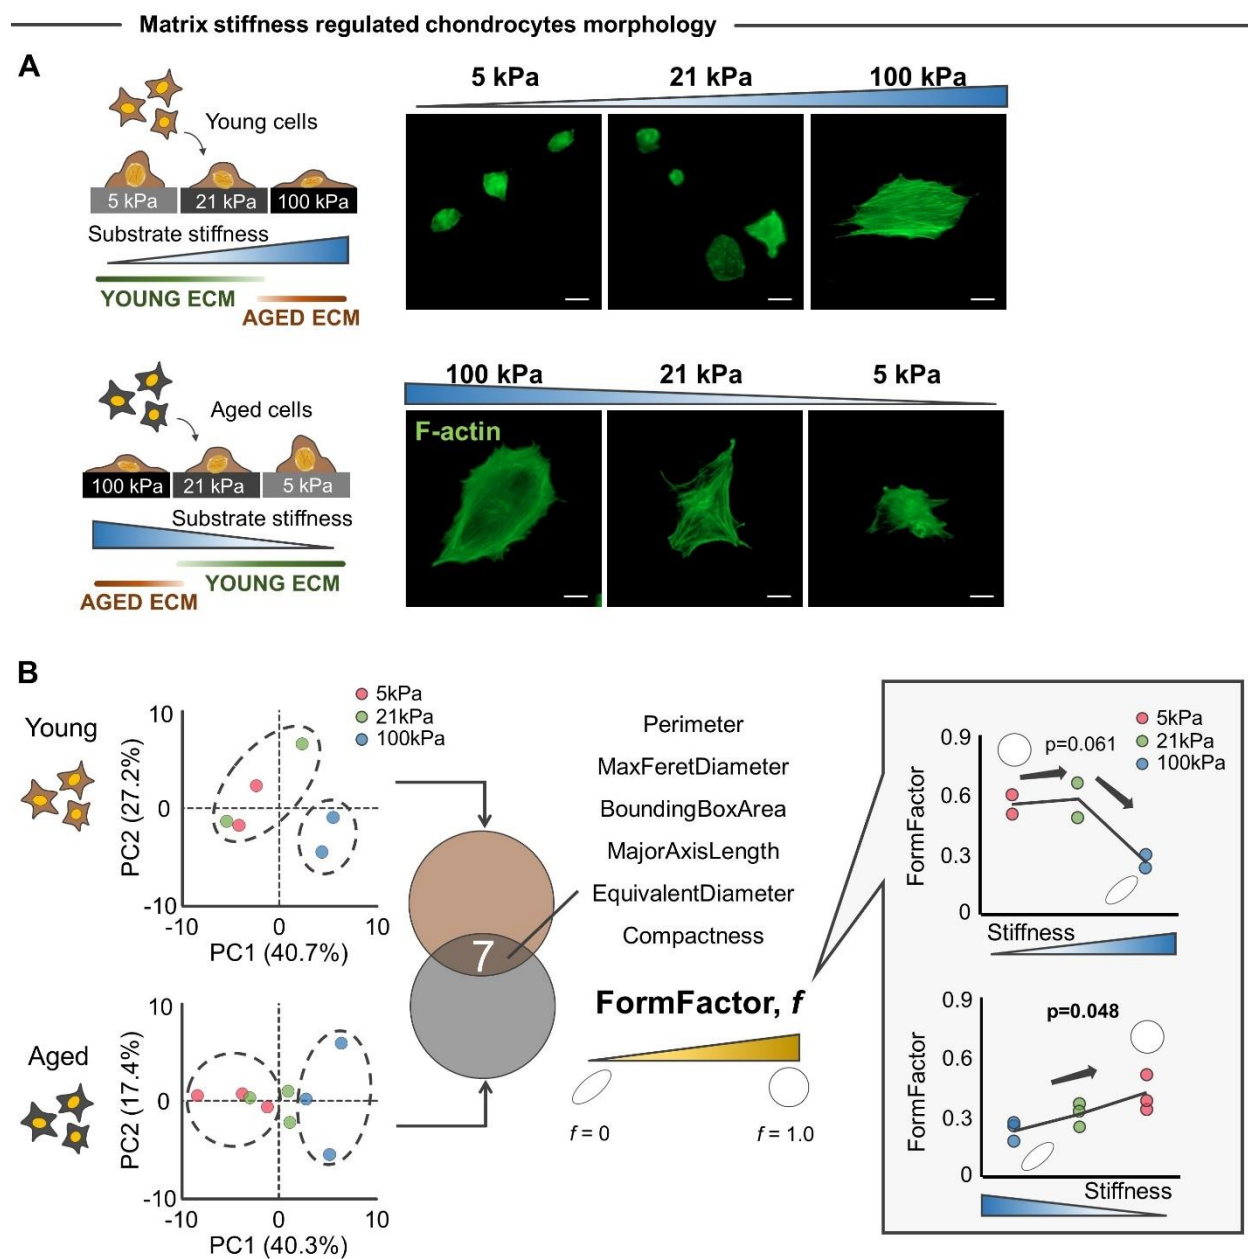 Matrix stiffness regulated chondrocytes morphology
A
Young cells
5 kPa 21 kPa 100 kPa
Substrate stiffness
YOUNG ECM
AGED ECM
5 kPa 21 kPa 100 kPa
Aged cells
100 kPa 21 kPa 5 kPa
Substrate stiffness
YOUNG ECM
AGED ECM
100 kPa 21 kPa 5 kPa
F-actin
B
Young
10
0
-10
PC2 (27.2%)
-10 0 10
PC1 (40.7%)
5kPa
21kPa
100kPa
Aged
10
0
-10
PC2 (17.4%)
-10 0 10
PC1 (40.3%)
7
Perimeter
MaxFeretDiameter
BoundingBoxArea
MajorAxisLength
EquivalentDiameter
Compactness
FormFactor, f
f = 0 f = 1.0
5kPa
21kPa
100kPa
p=0.061
0.9
0.6
0.3
0
FormFactor
Stiffness
p=0.048
0.9
0.6
0.3
0
FormFactor
Stiffness